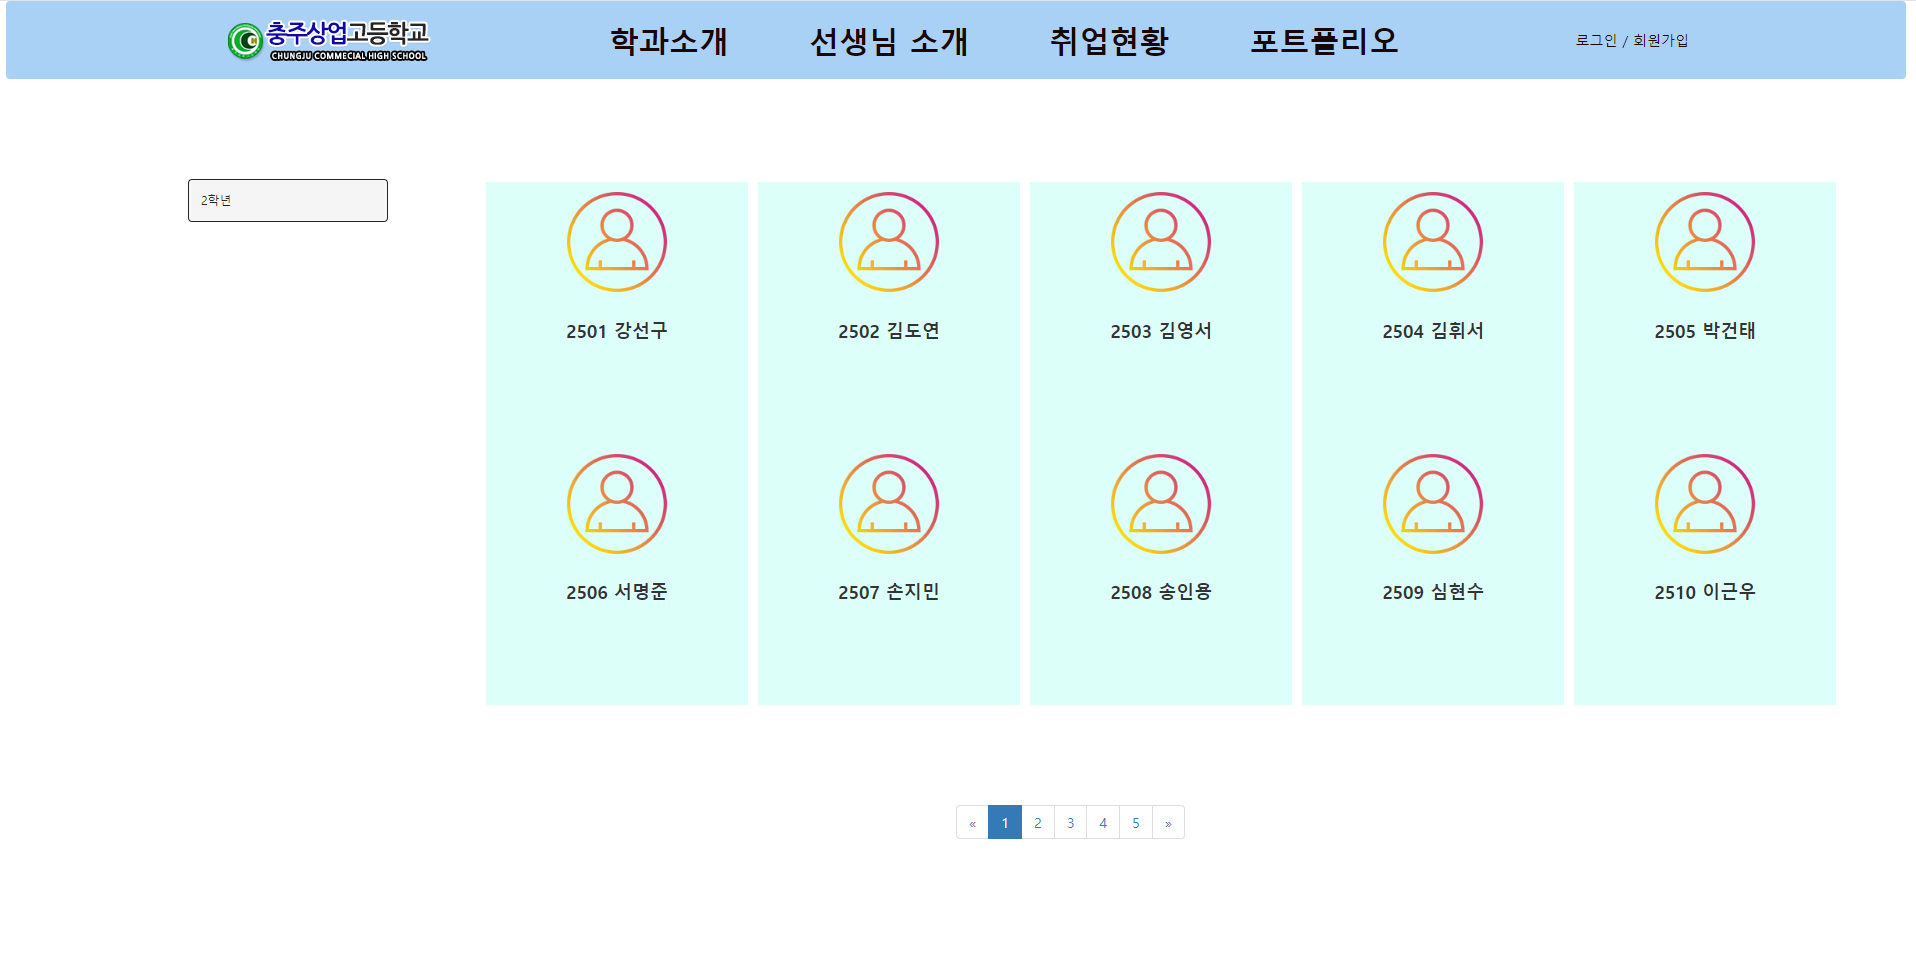 충주상업고등학교
CHUNGJU COMMECIAL HIGH SCHOOL
학과소개 선생님 소개 취업현황 포트폴리오 로그인 / 회원가입
2학년
2501 강선구 2502 김도연 2503 김영서 2504 김휘서 2505 박건태
2506 서명준 2507 손지민 2508 송인용 2509 심현수 2510 이근우
« 1 2 3 4 5 »